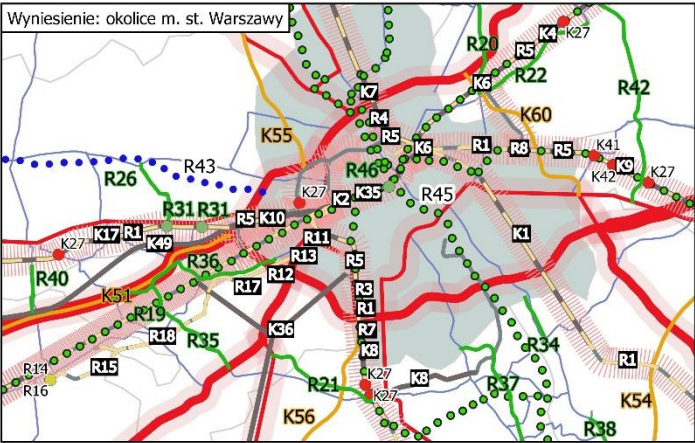 Wyniesienie: okolice m. st. Warszawy
R20
K4
K27
R5
R22
K7
K6
R42
K60
R4
K55
R5
K6
R1
R8
R5
K41
R43
R46
K42
K9
K27
R26
K2
K35
R45
K27
R31
R31
R5
K10
K17
R1
K49
R11
K1
K27
R13
R5
R36
R12
R40
R17
K51
R3
R19
R1
K36
R7
R18
R35
R34
K8
R1
R14
R15
K27
K8
R16
R21
K27
R37
K54
K56
R38